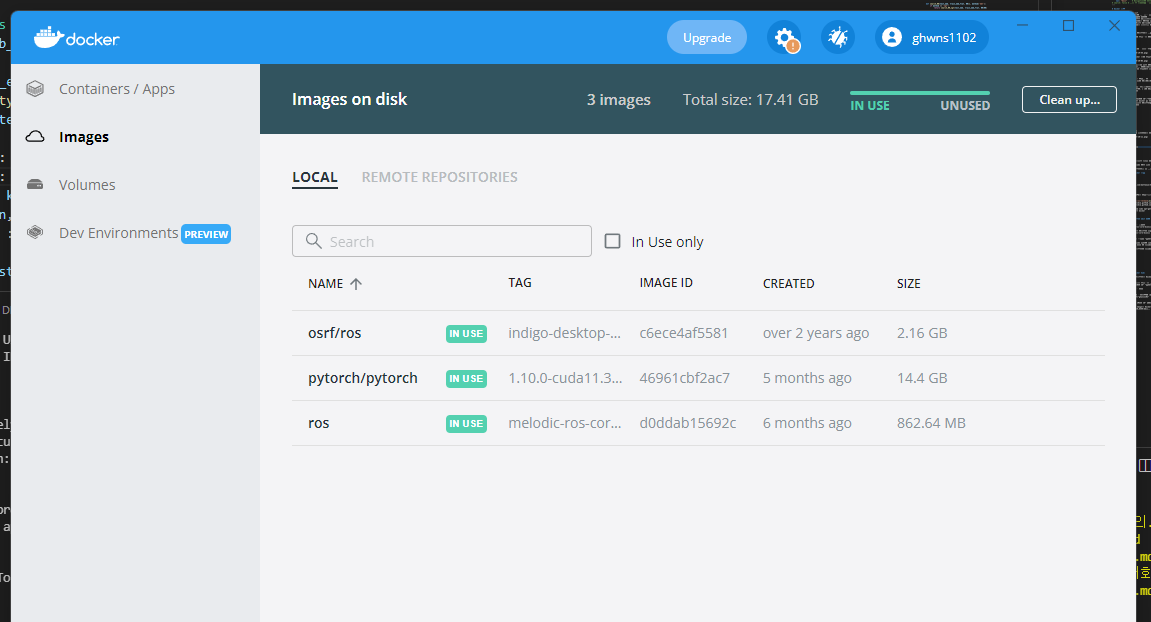 docker
Upgrade
ghwns1102
Containers / Apps
Images
Volumes
Dev Environments PREVIEW
Images on disk
3 images
Total size: 17.41 GB
IN USE
UNUSED
Clean up...
LOCAL
REMOTE REPOSITORIES
Search
In Use only
NAME TAG IMAGE ID CREATED SIZE
osrf/ros IN USE indigo-desktop-... c6ece4af5581 over 2 years ago 2.16 GB
pytorch/pytorch IN USE 1.10.0-cuda11.3... 46961cbf2ac7 5 months ago 14.4 GB
ros IN USE melodic-ros-cor... d0ddab15692c 6 months ago 862.64 MB